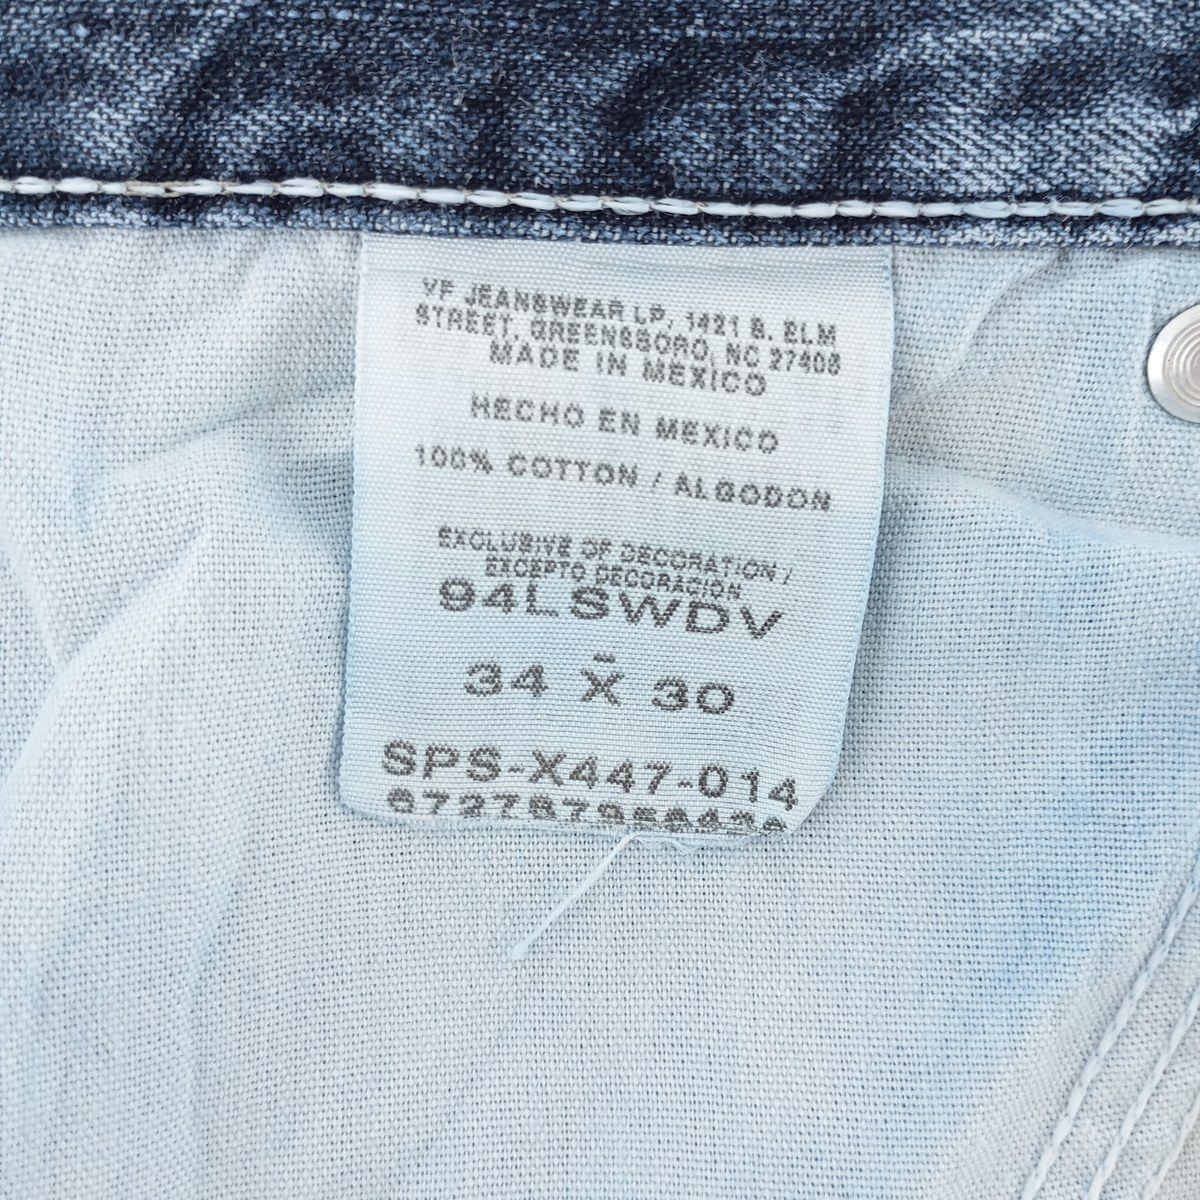 VF JEANSWEAR LP, 1421 S. ELM
STREET, GREENSBORO, NC 27406
MADE IN MEXICO
HECHO EN MEXICO
100% COTTON / ALGODON
EXCLUSIVE OF DECORATION /
EXCEPTO DECORACION
94LSWDV
34 X 30
SPS-X447-014